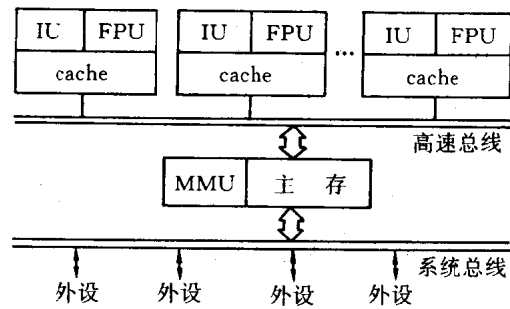 IU FPU IU FPU ... IU FPU
cache cache cache
高速总线
MMU 主存
系统总线
外设 外设 外设 外设